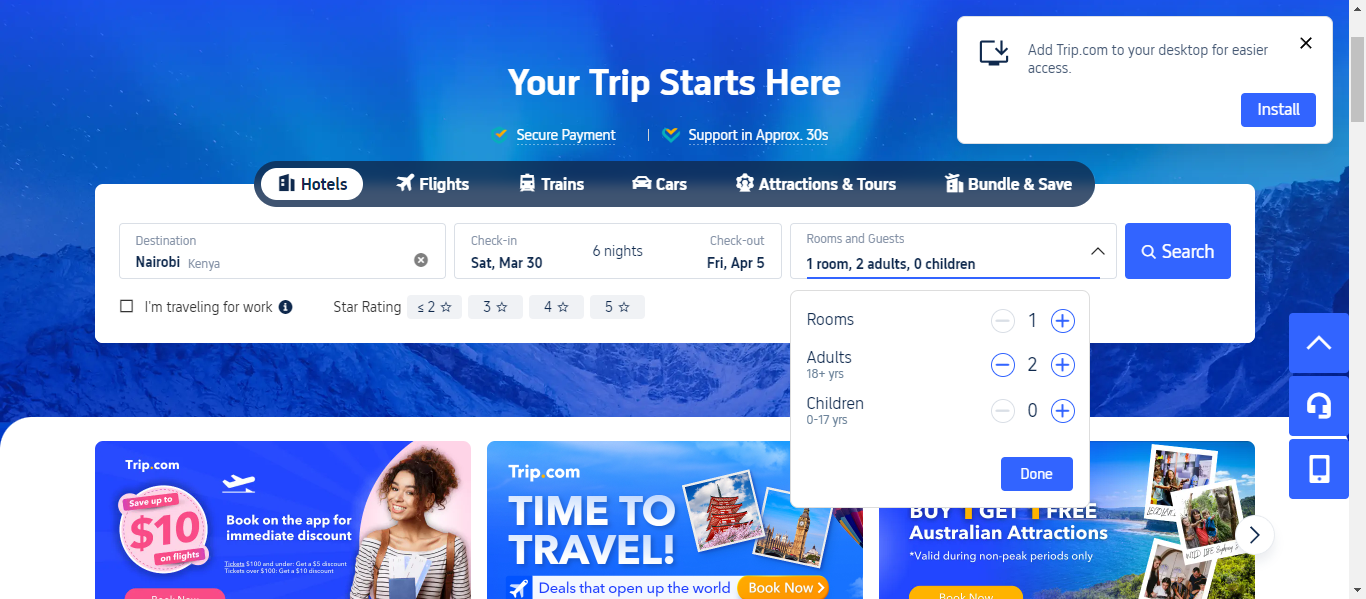 Add Trip.com to your desktop for easier
access.
Install
Your Trip Starts Here
Secure Payment
Support in Approx. 30s
Hotels
Flights
Trains
Cars
Attractions & Tours
Bundle & Save
Destination
Nairobi Kenya
Check-in
Sat, Mar 30
6 nights
Check-out
Fri, Apr 5
Rooms and Guests
1 room, 2 adults, 0 children
Search
I'm traveling for work
Star Rating
≤ 2
3
4
5
Rooms
1
Adults
18+ yrs
2
Children
0-17 yrs
0
Done
Trip.com
Save up to
$10
on flights
Book on the app for
immediate discount
Tickets $100 and under: Get a $5 discount
Tickets over $100: Get a $10 discount
Book Now
Trip.com
TIME TO
TRAVEL!
Deals that open up the world
Book Now
BUY 1 GET 1 FREE
Australian Attractions
*Valid during non-peak periods only
Book Now